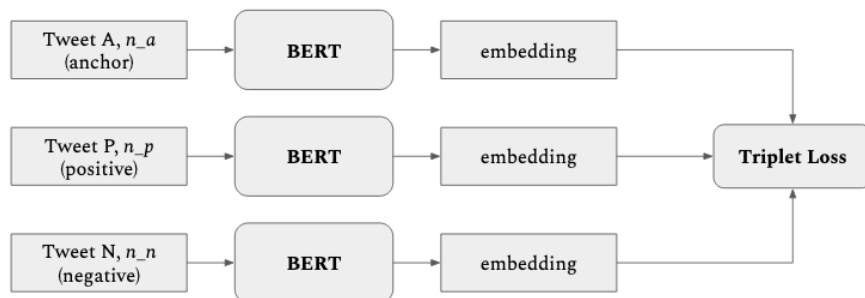 Tweet A, n_a
(anchor)
BERT
embedding
Tweet P, n_p
(positive)
BERT
embedding
Triplet Loss
Tweet N, n_n
(negative)
BERT
embedding